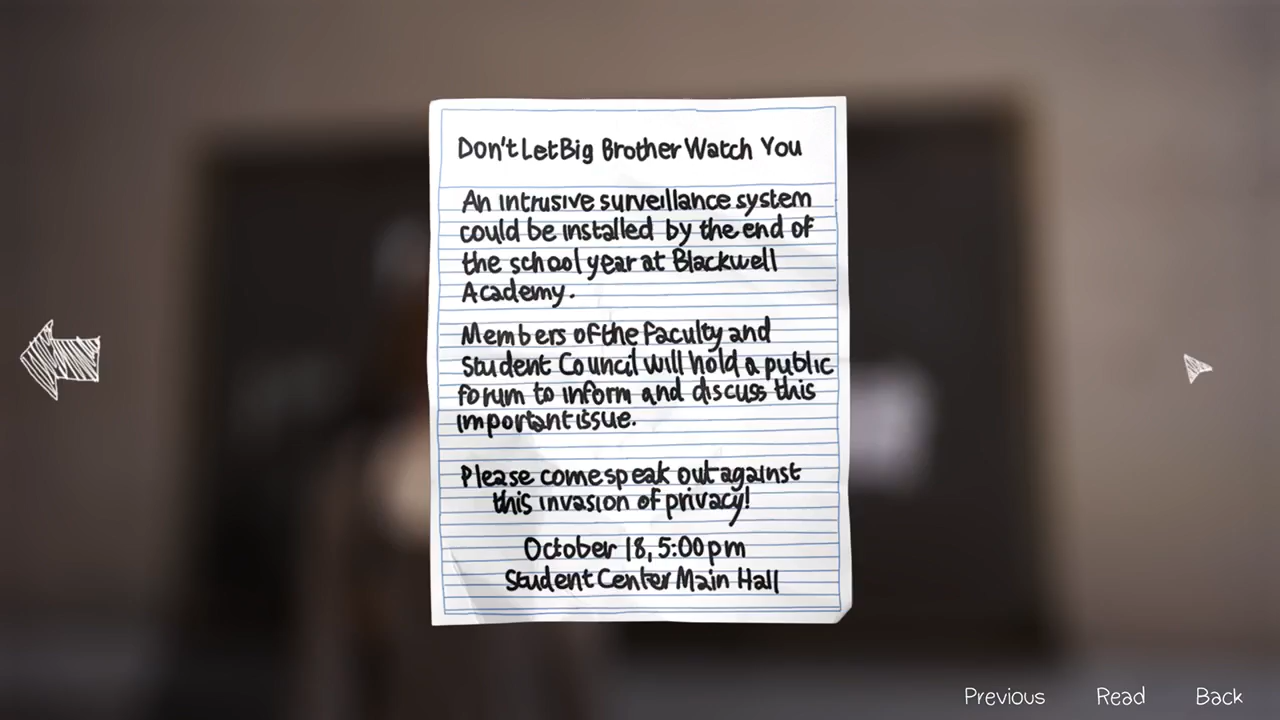 Don't Let Big Brother Watch You
An intrusive surveillance system
could be installed by the end of
the school year at Blackwell
Academy.
Members of the faculty and
Student Council will hold a public
forum to inform and discuss this
important issue.
Please come speak out against
this invasion of privacy!
October 18, 5:00pm
Student Center Main Hall
Previous Read Back